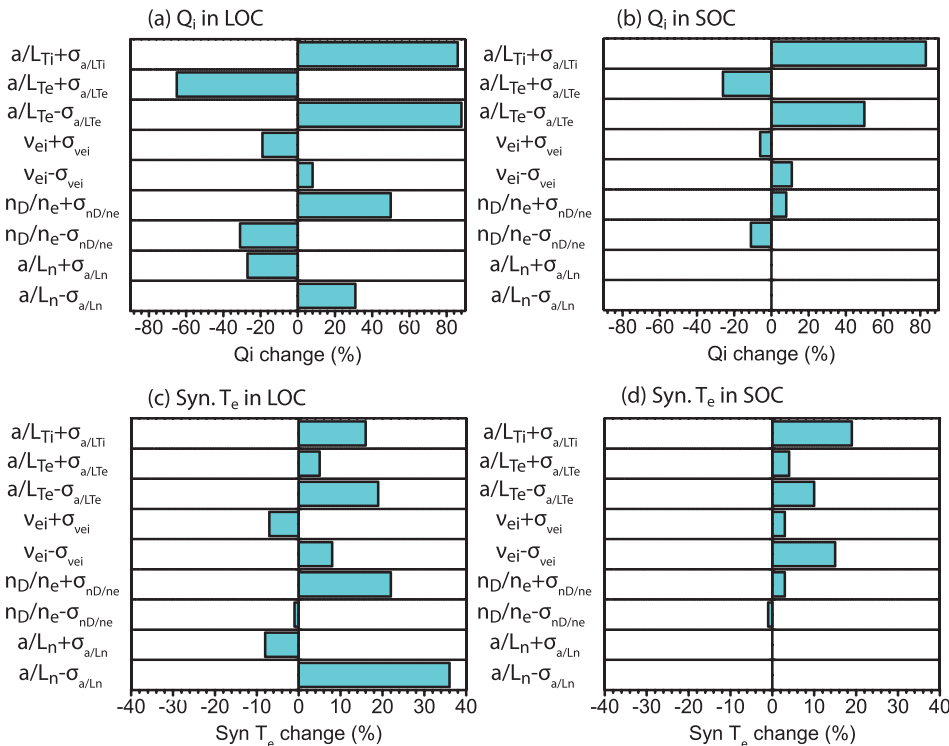 (a) Qi in LOC
a/LTi+σa/LTi
a/LTe+σa/LTe
a/LTe-σa/LTe
νei+σvei
νei-σvei
nD/ne+σnD/ne
nD/ne-σnD/ne
a/Ln+σa/Ln
a/Ln-σa/Ln
-80 -60 -40 -20 0 20 40 60 80
Qi change (%)
(b) Qi in SOC
a/LTi+σa/LTi
a/LTe+σa/LTe
a/LTe-σa/LTe
νei+σvei
νei-σvei
nD/ne+σnD/ne
nD/ne-σnD/ne
a/Ln+σa/Ln
a/Ln-σa/Ln
-80 -60 -40 -20 0 20 40 60 80
Qi change (%)
(c) Syn. Te in LOC
a/LTi+σa/LTi
a/LTe+σa/LTe
a/LTe-σa/LTe
νei+σvei
νei-σvei
nD/ne+σnD/ne
nD/ne-σnD/ne
a/Ln+σa/Ln
a/Ln-σa/Ln
-40 -30 -20 -10 0 10 20 30 40
Syn Te change (%)
(d) Syn. Te in SOC
a/LTi+σa/LTi
a/LTe+σa/LTe
a/LTe-σa/LTe
νei+σvei
νei-σvei
nD/ne+σnD/ne
nD/ne-σnD/ne
a/Ln+σa/Ln
a/Ln-σa/Ln
-40 -30 -20 -10 0 10 20 30 40
Syn Te change (%)